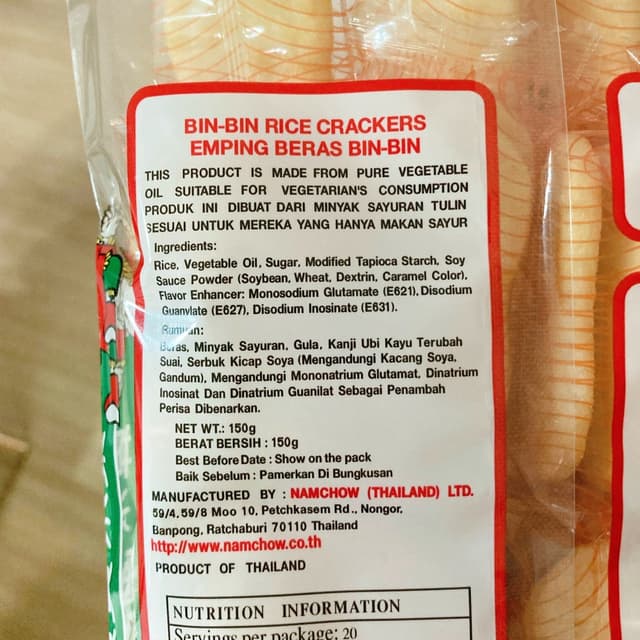 BIN-BIN RICE CRACKERS
EMPING BERAS BIN-BIN
THIS PRODUCT IS MADE FROM PURE VEGETABLE
OIL SUITABLE FOR VEGETARIAN'S CONSUMPTION
PRODUK INI DIBUAT DARI MINYAK SAYURAN TULIN
SESUAI UNTUK MEREKA YANG HANYA MAKAN SAYUR
Ingredients:
Rice, Vegetable Oil, Sugar, Modified Tapioca Starch, Soy
Sauce Powder (Soybean, Wheat, Dextrin, Caramel Color).
Flavor Enhancer: Monosodium Glutamate (E621), Disodium
Guanylate (E627), Disodium Inosinate (E631).
Ramuan:
Beras, Minyak Sayuran, Gula, Kanji Ubi Kayu Terubah
Suai, Serbuk Kicap Soya (Mengandungi Kacang Soya,
Gandum), Mengandungi Mononatrium Glutamat, Dinatrium
Inosinat Dan Dinatrium Guanilat Sebagai Penambah
Perisa Dibenarkan.
NET WT.: 150g
BERAT BERSIH : 150g
Best Before Date : Show on the pack
Baik Sebelum : Pamerkan Di Bungkusan
MANUFACTURED BY : NAMCHOW (THAILAND) LTD.
59/4,59/8 Moo 10, Petchkasem Rd., Nongor,
Banpong, Ratchaburi 70110 Thailand
http://www.namchow.co.th
PRODUCT OF THAILAND
NUTRITION INFORMATION
Servings per package: 20